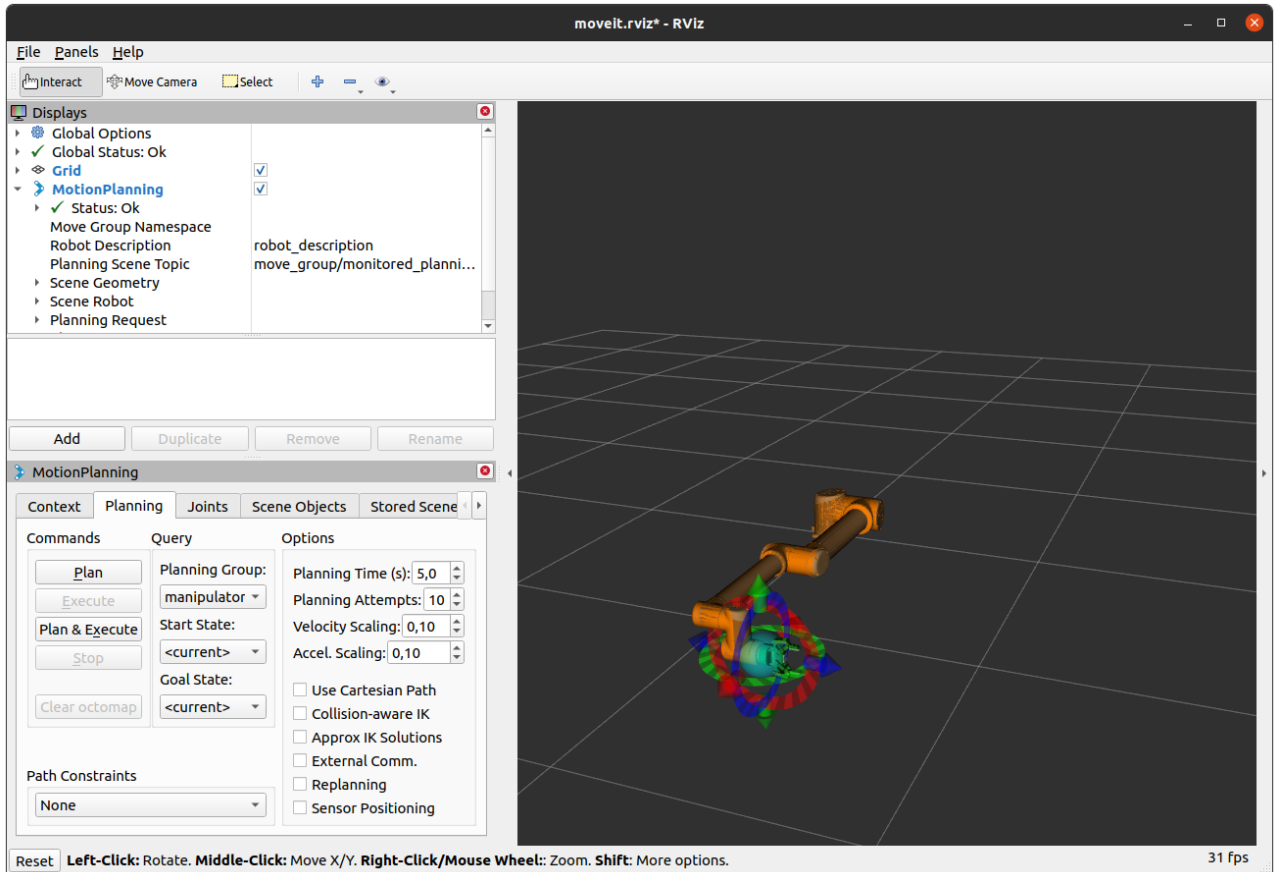 moveit.rviz* - RViz
File Panels Help
Interact Move Camera Select
Displays
Global Options
Global Status: Ok
Grid
MotionPlanning
Status: Ok
Move Group Namespace
Robot Description robot_description
Planning Scene Topic move_group/monitored_planni...
Scene Geometry
Scene Robot
Planning Request
Add Duplicate Remove Rename
MotionPlanning
Context Planning Joints Scene Objects Stored Scene
Commands Query Options
Plan Planning Group: Planning Time (s): 5,0
Execute manipulator Planning Attempts: 10
Plan & Execute Start State: Velocity Scaling: 0,10
Stop <current> Accel. Scaling: 0,10
Goal State:
Clear octomap <current> Use Cartesian Path
Collision-aware IK
Approx IK Solutions
External Comm.
Path Constraints Replanning
None Sensor Positioning
Reset Left-Click: Rotate. Middle-Click: Move X/Y. Right-Click/Mouse Wheel:: Zoom. Shift: More options. 31 fps